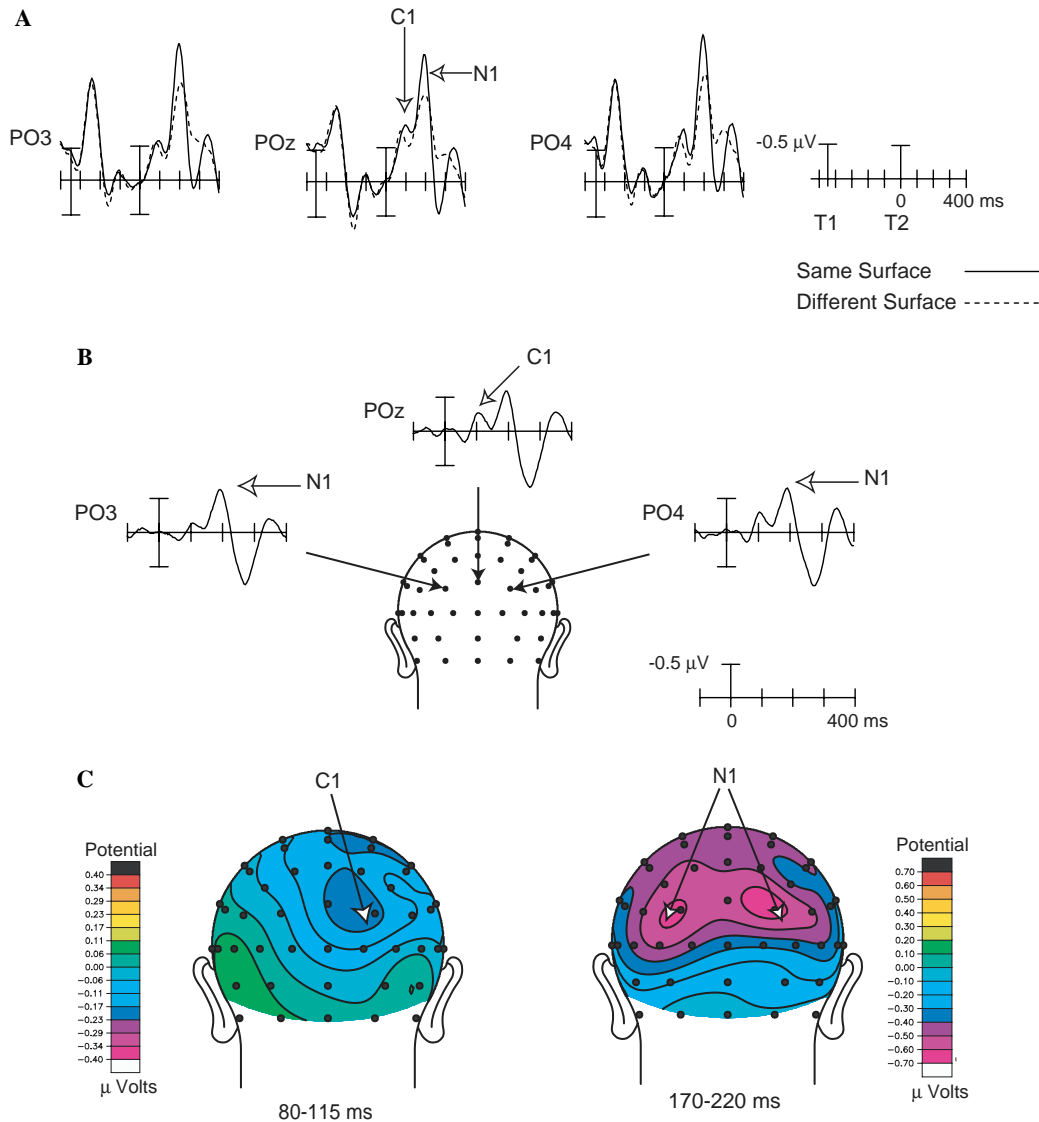 A
C1
N1
PO3
POz
PO4
-0.5 μV
0 400 ms
T1 T2
Same Surface
Different Surface
B
C1
POz
N1
PO3
N1
PO4
-0.5 μV
0 400 ms
C
C1
N1
Potential
0.40
0.34
0.29
0.23
0.17
0.11
0.06
0.00
−0.06
−0.11
−0.17
−0.23
−0.29
−0.34
−0.40
μ Volts
80-115 ms
Potential
0.70
0.60
0.50
0.40
0.30
0.20
0.10
0.00
−0.10
−0.20
−0.30
−0.40
−0.50
−0.60
−0.70
μ Volts
170-220 ms